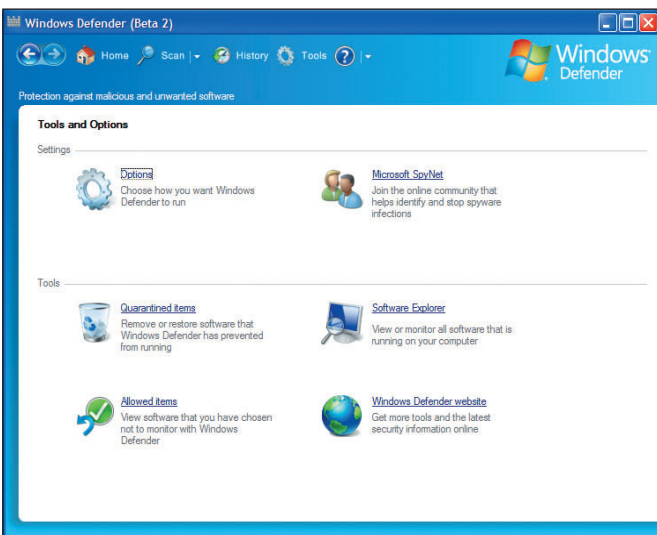 Windows Defender (Beta 2)
Home Scan History Tools ?
Windows
Defender
Protection against malicious and unwanted software
Tools and Options
Settings
Options
Choose how you want Windows
Defender to run
Microsoft SpyNet
Join the online community that
helps identify and stop spyware
infections
Tools
Quarantined items
Remove or restore software that
Windows Defender has prevented
from running
Software Explorer
View or monitor all software that is
running on your computer
Allowed items
View software that you have chosen
not to monitor with Windows
Defender
Windows Defender website
Get more tools and the latest
security information online